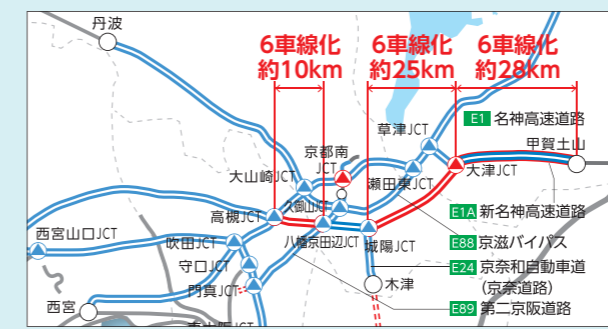 丹波
6車線化
約10km
6車線化
約25km
6車線化
約28km
E1 名神高速道路
草津JCT
甲賀土山
京都南
JCT
大津JCT
大山崎JCT
瀬田東JCT
久御山JCT
E1A 新名神高速道路
高槻JCT
西宮山口JCT
吹田JCT
八幡京田辺JCT
城陽JCT
E88 京滋バイパス
守口JCT
E24 京奈和自動車道
(京奈道路)
門真JCT
木津
西宮
E89 第二京阪道路